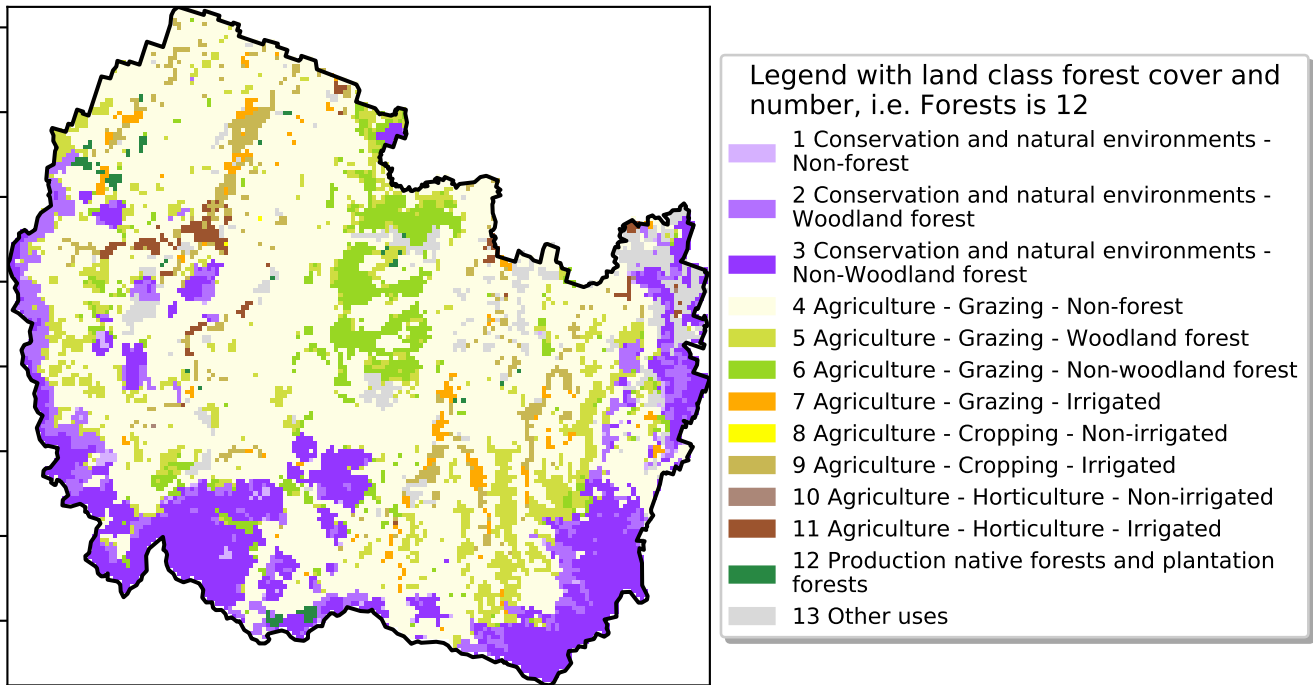 Legend with land class forest cover and
number, i.e. Forests is 12
1 Conservation and natural environments -
Non-forest
2 Conservation and natural environments -
Woodland forest
3 Conservation and natural environments -
Non-Woodland forest
4 Agriculture - Grazing - Non-forest
5 Agriculture - Grazing - Woodland forest
6 Agriculture - Grazing - Non-woodland forest
7 Agriculture - Grazing - Irrigated
8 Agriculture - Cropping - Non-irrigated
9 Agriculture - Cropping - Irrigated
10 Agriculture - Horticulture - Non-irrigated
11 Agriculture - Horticulture - Irrigated
12 Production native forests and plantation
forests
13 Other uses